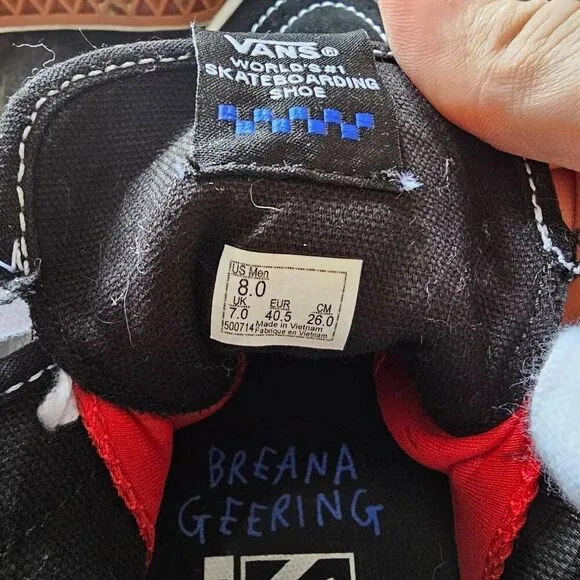 VANS®
WORLD'S #1
SKATEBOARDING
SHOE
US Men
8.0
UK EUR CM
7.0 40.5 26.0
500714 Made in Vietnam
Fabrique en Vietnam
BREANA
GEERING